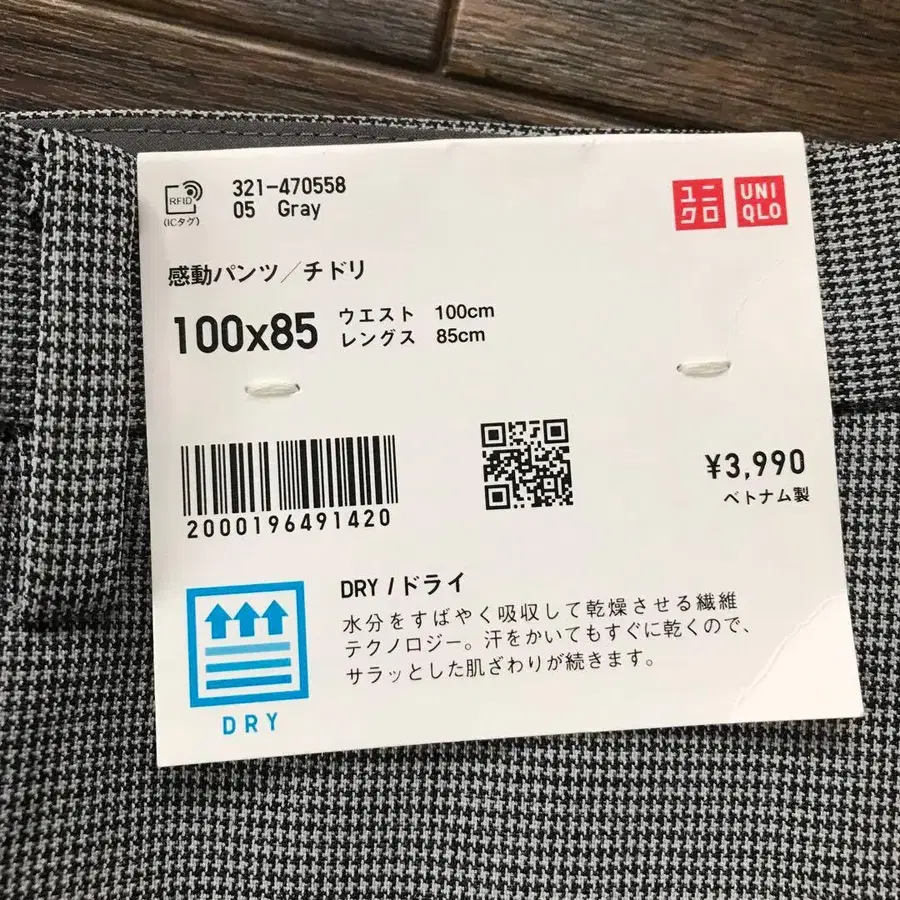 RFID
(ICタグ)
321-470558
05 Gray
ユニ
クロ
UNI
QLO
感動パンツ／チドリ
100x85
ウエスト 100cm
レングス 85cm
2000196491420
¥3,990
ベトナム製
DRY
DRY / ドライ
水分をすばやく吸収して乾燥させる繊維
テクノロジー。汗をかいてもすぐに乾くので、
サラッとした肌ざわりが続きます。